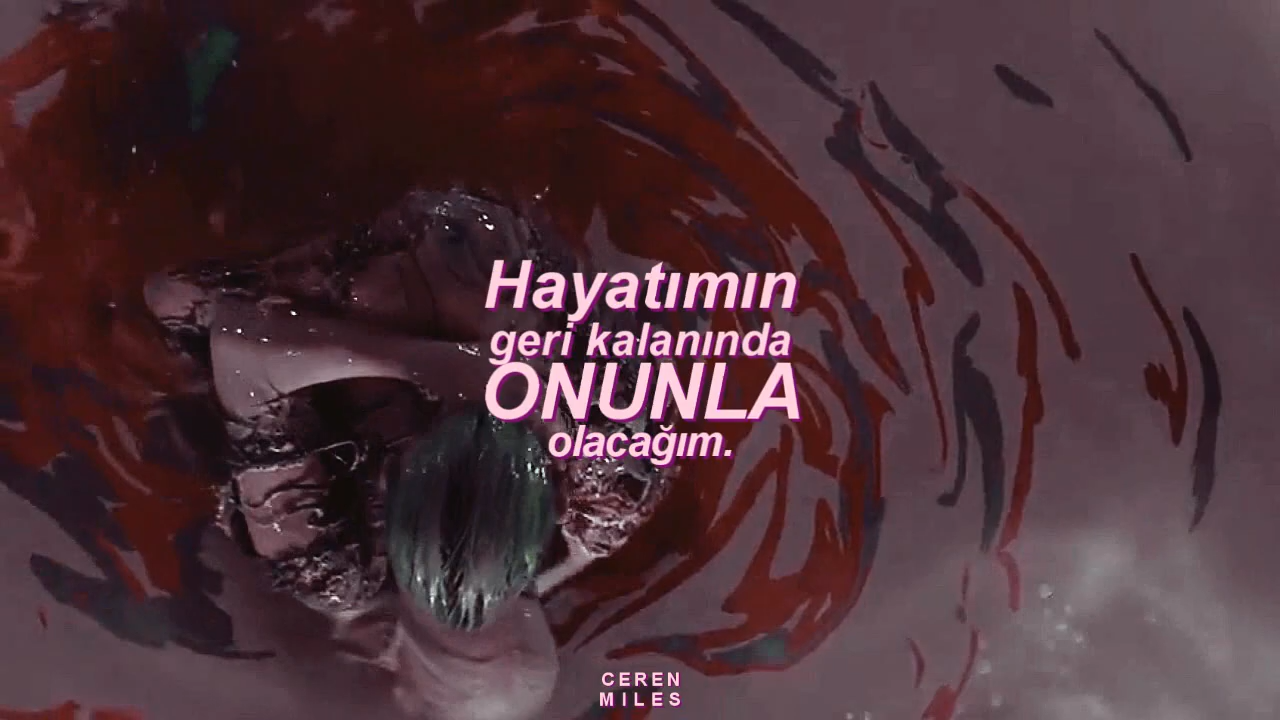 Hayatımın
geri kalanında
ONUNLA
olacağım.
CEREN
MILES